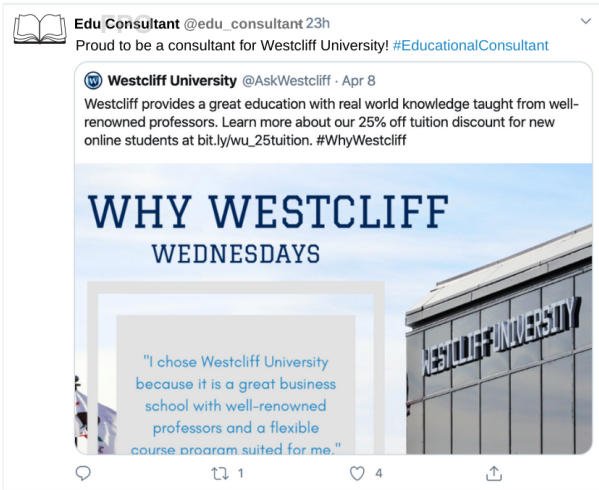 FPO
Edu Consultant @edu_consultant 23h
Proud to be a consultant for Westcliff University! #EducationalConsultant
W Westcliff University @AskWestcliff · Apr 8
Westcliff provides a great education with real world knowledge taught from well-
renowned professors. Learn more about our 25% off tuition discount for new
online students at bit.ly/wu_25tuition. #WhyWestcliff
WHY WESTCLIFF
WEDNESDAYS
WESTCLIFF UNIVERSITY
"I chose Westcliff University
because it is a great business
school with well-renowned
professors and a flexible
course program suited for me."
1
4